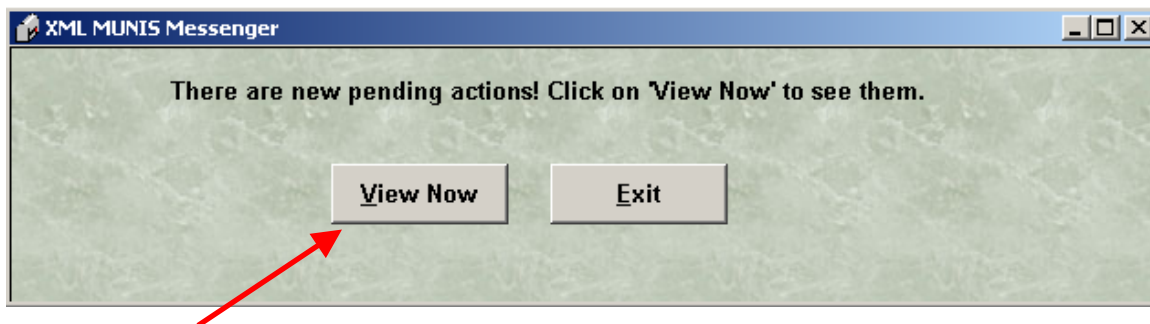 XML MUNIS Messenger
There are new pending actions! Click on 'View Now' to see them.
View Now
Exit